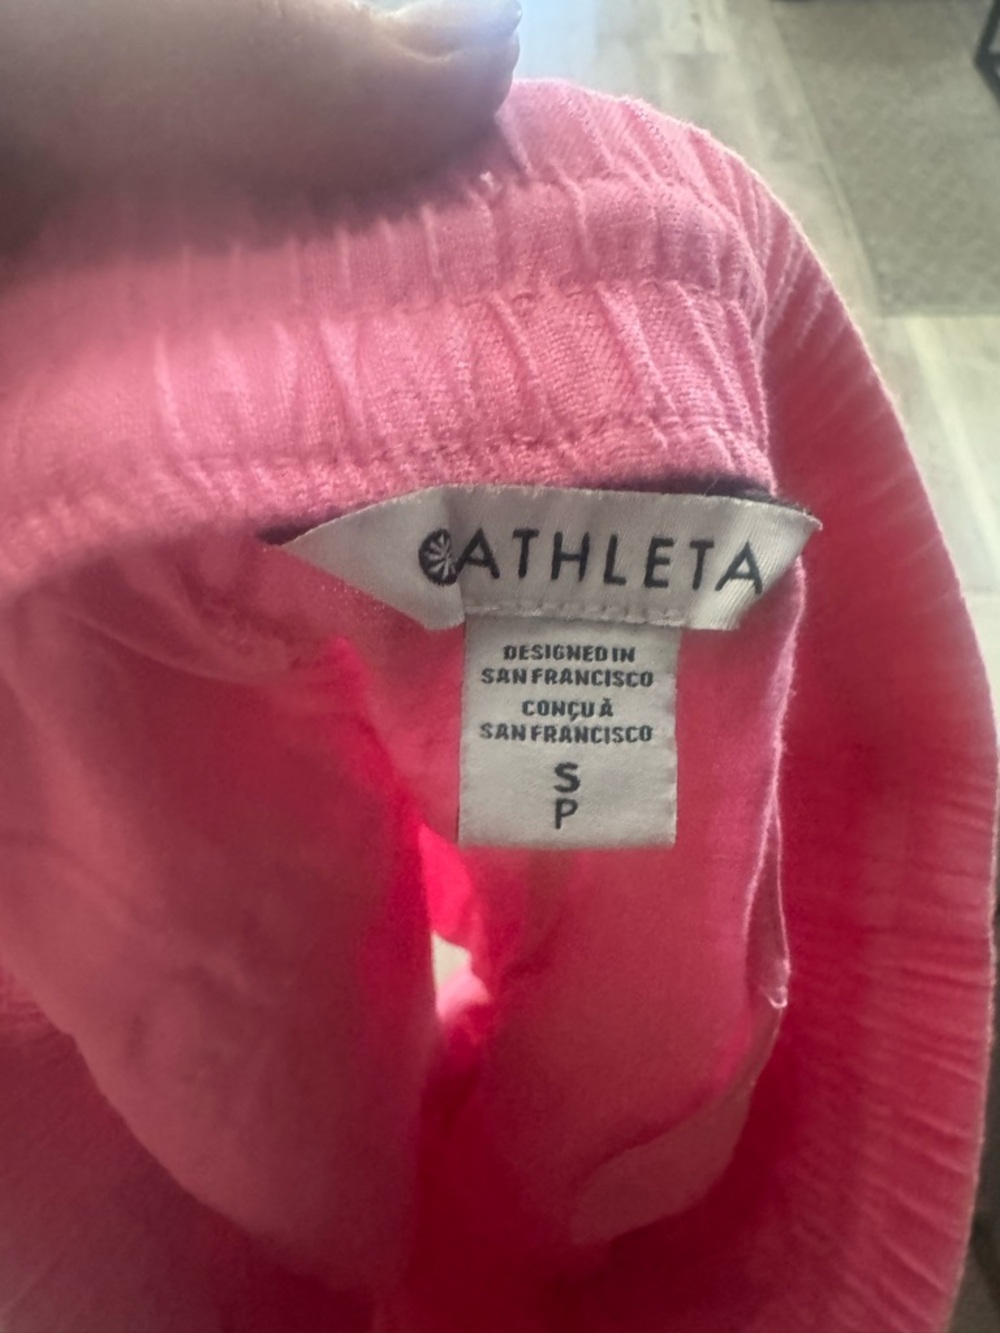 ATHLETA
DESIGNED IN
SAN FRANCISCO
CONÇU À
SAN FRANCISCO
S
P